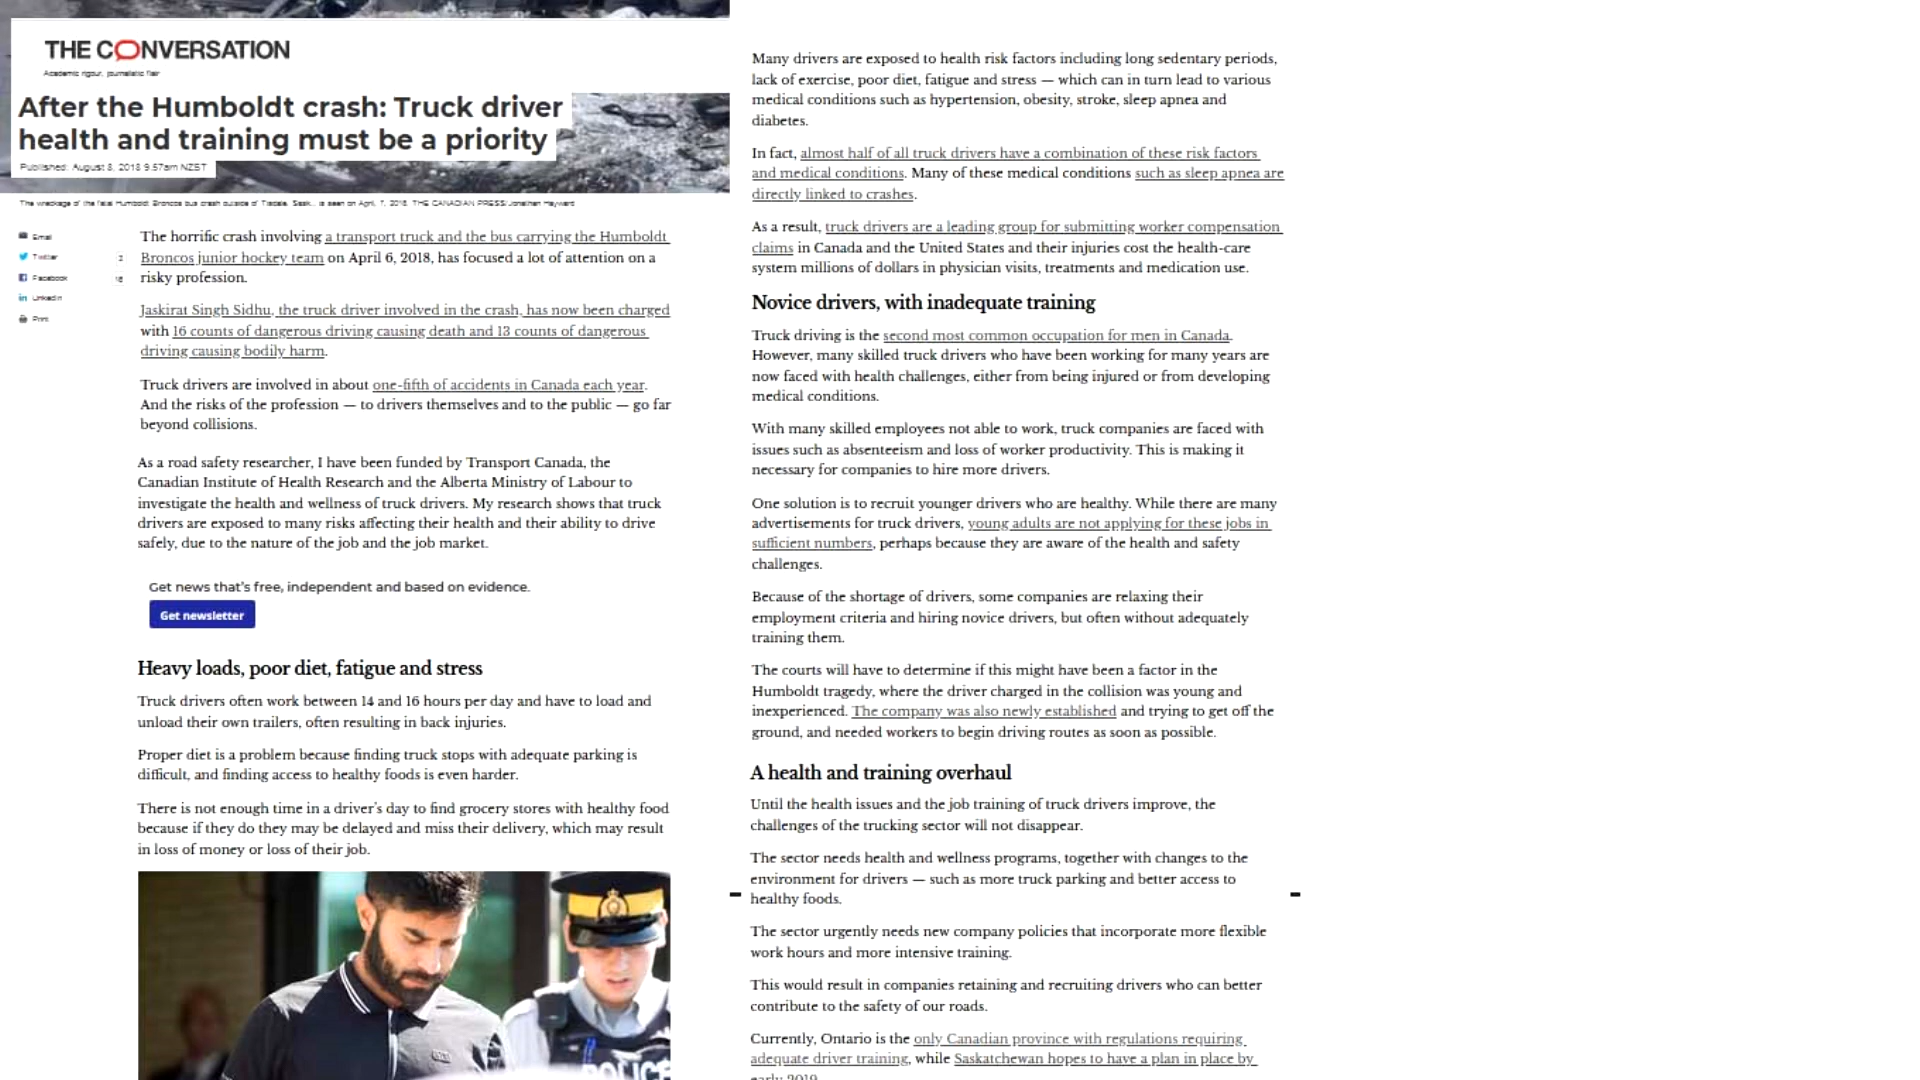 THE CONVERSATION
Academic rigour, journalistic flair
After the Humboldt crash: Truck driver
health and training must be a priority
Published: August 8, 2018 9.57am NZST
The wreckage of the fatal Humboldt Broncos bus crash outside of Tisdale, Sask., is seen on April, 7, 2018. THE CANADIAN PRESS/Jonathan Hayward
Email
Twitter 2
Facebook 18
LinkedIn
Print
The horrific crash involving a transport truck and the bus carrying the Humboldt
Broncos junior hockey team on April 6, 2018, has focused a lot of attention on a
risky profession.
Jaskirat Singh Sidhu, the truck driver involved in the crash, has now been charged
with 16 counts of dangerous driving causing death and 13 counts of dangerous
driving causing bodily harm.
Truck drivers are involved in about one-fifth of accidents in Canada each year.
And the risks of the profession — to drivers themselves and to the public — go far
beyond collisions.
As a road safety researcher, I have been funded by Transport Canada, the
Canadian Institute of Health Research and the Alberta Ministry of Labour to
investigate the health and wellness of truck drivers. My research shows that truck
drivers are exposed to many risks affecting their health and their ability to drive
safely, due to the nature of the job and the job market.
Get news that's free, independent and based on evidence.
Get newsletter
Heavy loads, poor diet, fatigue and stress
Truck drivers often work between 14 and 16 hours per day and have to load and
unload their own trailers, often resulting in back injuries.
Proper diet is a problem because finding truck stops with adequate parking is
difficult, and finding access to healthy foods is even harder.
There is not enough time in a driver's day to find grocery stores with healthy food
because if they do they may be delayed and miss their delivery, which may result
in loss of money or loss of their job.
POLICE
Many drivers are exposed to health risk factors including long sedentary periods,
lack of exercise, poor diet, fatigue and stress — which can in turn lead to various
medical conditions such as hypertension, obesity, stroke, sleep apnea and
diabetes.
In fact, almost half of all truck drivers have a combination of these risk factors
and medical conditions. Many of these medical conditions such as sleep apnea are
directly linked to crashes.
As a result, truck drivers are a leading group for submitting worker compensation
claims in Canada and the United States and their injuries cost the health-care
system millions of dollars in physician visits, treatments and medication use.
Novice drivers, with inadequate training
Truck driving is the second most common occupation for men in Canada.
However, many skilled truck drivers who have been working for many years are
now faced with health challenges, either from being injured or from developing
medical conditions.
With many skilled employees not able to work, truck companies are faced with
issues such as absenteeism and loss of worker productivity. This is making it
necessary for companies to hire more drivers.
One solution is to recruit younger drivers who are healthy. While there are many
advertisements for truck drivers, young adults are not applying for these jobs in
sufficient numbers, perhaps because they are aware of the health and safety
challenges.
Because of the shortage of drivers, some companies are relaxing their
employment criteria and hiring novice drivers, but often without adequately
training them.
The courts will have to determine if this might have been a factor in the
Humboldt tragedy, where the driver charged in the collision was young and
inexperienced. The company was also newly established and trying to get off the
ground, and needed workers to begin driving routes as soon as possible.
A health and training overhaul
Until the health issues and the job training of truck drivers improve, the
challenges of the trucking sector will not disappear.
The sector needs health and wellness programs, together with changes to the
environment for drivers — such as more truck parking and better access to
healthy foods.
The sector urgently needs new company policies that incorporate more flexible
work hours and more intensive training.
This would result in companies retaining and recruiting drivers who can better
contribute to the safety of our roads.
Currently, Ontario is the only Canadian province with regulations requiring
adequate driver training, while Saskatchewan hopes to have a plan in place by
early 2019